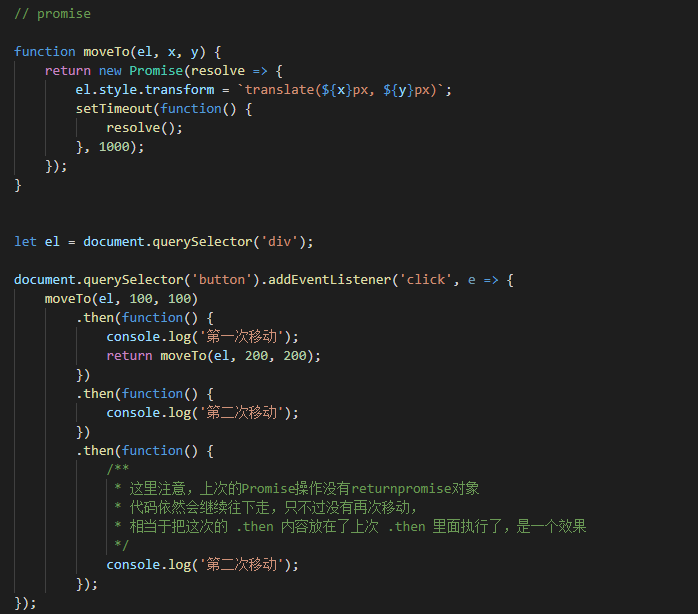 // promise
function moveTo(el, x, y) {
return new Promise(resolve => {
el.style.transform = `translate(${x}px, ${y}px)`;
setTimeout(function() {
resolve();
}, 1000);
});
}
let el = document.querySelector('div');
document.querySelector('button').addEventListener('click', e => {
moveTo(el, 100, 100)
.then(function() {
console.log('第一次移动');
return moveTo(el, 200, 200);
})
.then(function() {
console.log('第二次移动');
})
.then(function() {
/**
* 这里注意，上次的Promise操作没有returnpromise对象
* 代码依然会继续往下走，只不过没有再次移动，
* 相当于把这次的 .then 内容放在了上次 .then 里面执行了，是一个效果
*/
console.log('第二次移动');
});
});